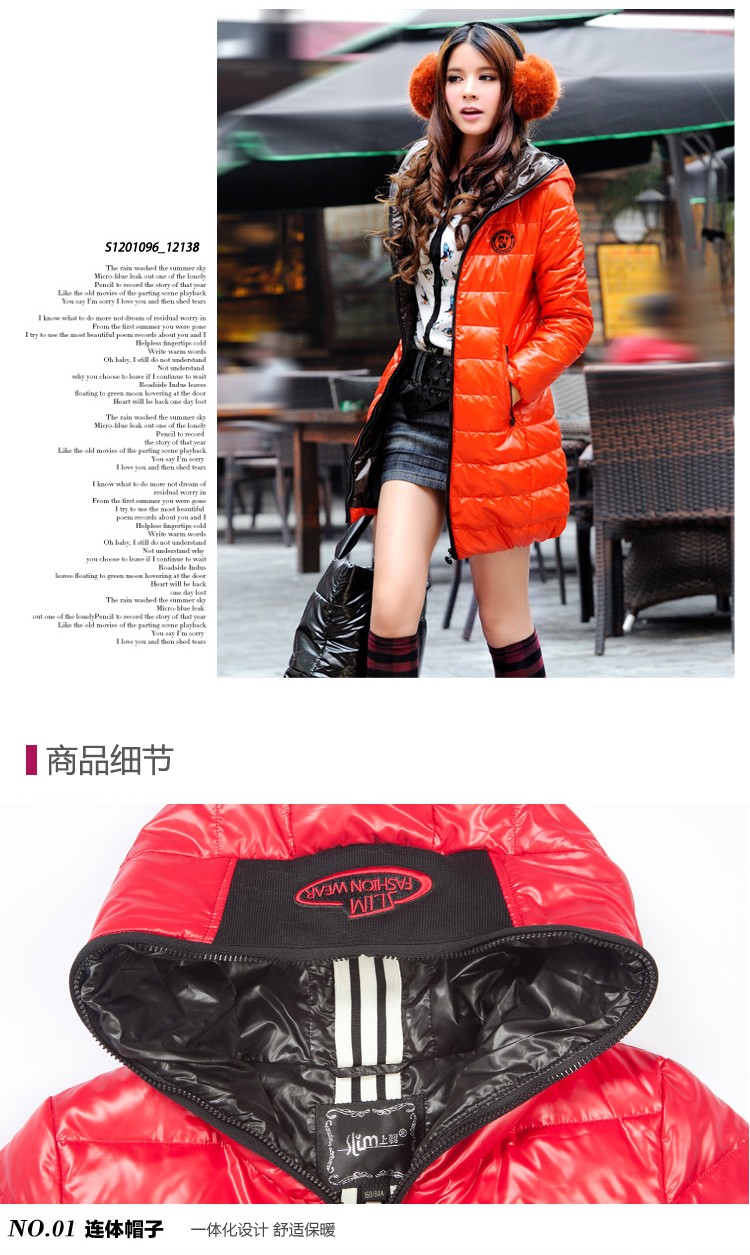 S1201096_12138
The rain washed the summer sky
Micro-blue leak out one of the lonely
Pencil to record the story of that year
Like the old movies of the parting scene playback
You say I'm sorry I love you and then shed tears
I know what to do more not dream of residual worry in
From the first summer you were gone
I try to use the most beautiful poem records about you and I
Helpless fingertips cold
Write warm words
Oh baby, I still do not understand
Not understand
why you choose to leave if I continue to wait
Roadside Indus leaves
floating to green moon hovering at the door
Heart will be back one day lost
The rain washed the summer sky
Micro-blue leak out one of the lonely
Pencil to record
the story of that year
Like the old movies of the parting scene playback
You say I'm sorry
I love you and then shed tears
I know what to do more not dream of
residual worry in
From the first summer you were gone
I try to use the most beautiful
poem records about you and I
Helpless fingertips cold
Write warm words
Oh baby, I still do not understand
Not understand why
you choose to leave if I continue to wait
Roadside Indus
leaves floating to green moon hovering at the door
Heart will be back
one day lost
The rain washed the summer sky
Micro-blue leak
out one of the lonelyPencil to record the story of that year
Like the old movies of the parting scene playback
You say I'm sorry
I love you and then shed tears
商品细节
SLIM
FASHION WEAR
Slim 上羽®
160/84A
NO.01 连体帽子 一体化设计 舒适保暖